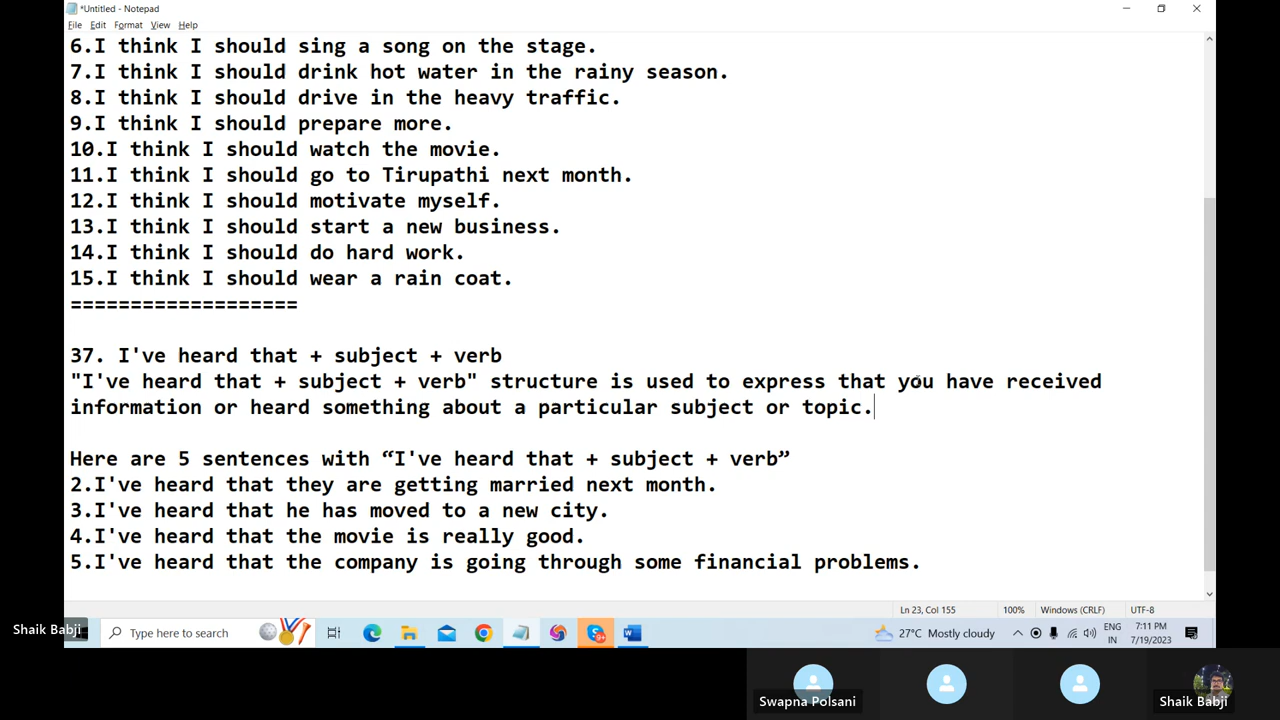 *Untitled - Notepad
File Edit Format View Help
6.I think I should sing a song on the stage.
7.I think I should drink hot water in the rainy season.
8.I think I should drive in the heavy traffic.
9.I think I should prepare more.
10.I think I should watch the movie.
11.I think I should go to Tirupathi next month.
12.I think I should motivate myself.
13.I think I should start a new business.
14.I think I should do hard work.
15.I think I should wear a rain coat.
===================
37. I've heard that + subject + verb
"I've heard that + subject + verb" structure is used to express that you have received
information or heard something about a particular subject or topic.
Here are 5 sentences with “I've heard that + subject + verb”
2.I've heard that they are getting married next month.
3.I've heard that he has moved to a new city.
4.I've heard that the movie is really good.
5.I've heard that the company is going through some financial problems.
Ln 23, Col 155 100% Windows (CRLF) UTF-8
Shaik Babji
Type here to search
27°C Mostly cloudy
ENG
IN
7:11 PM
7/19/2023
Swapna Polsani
Shaik Babji